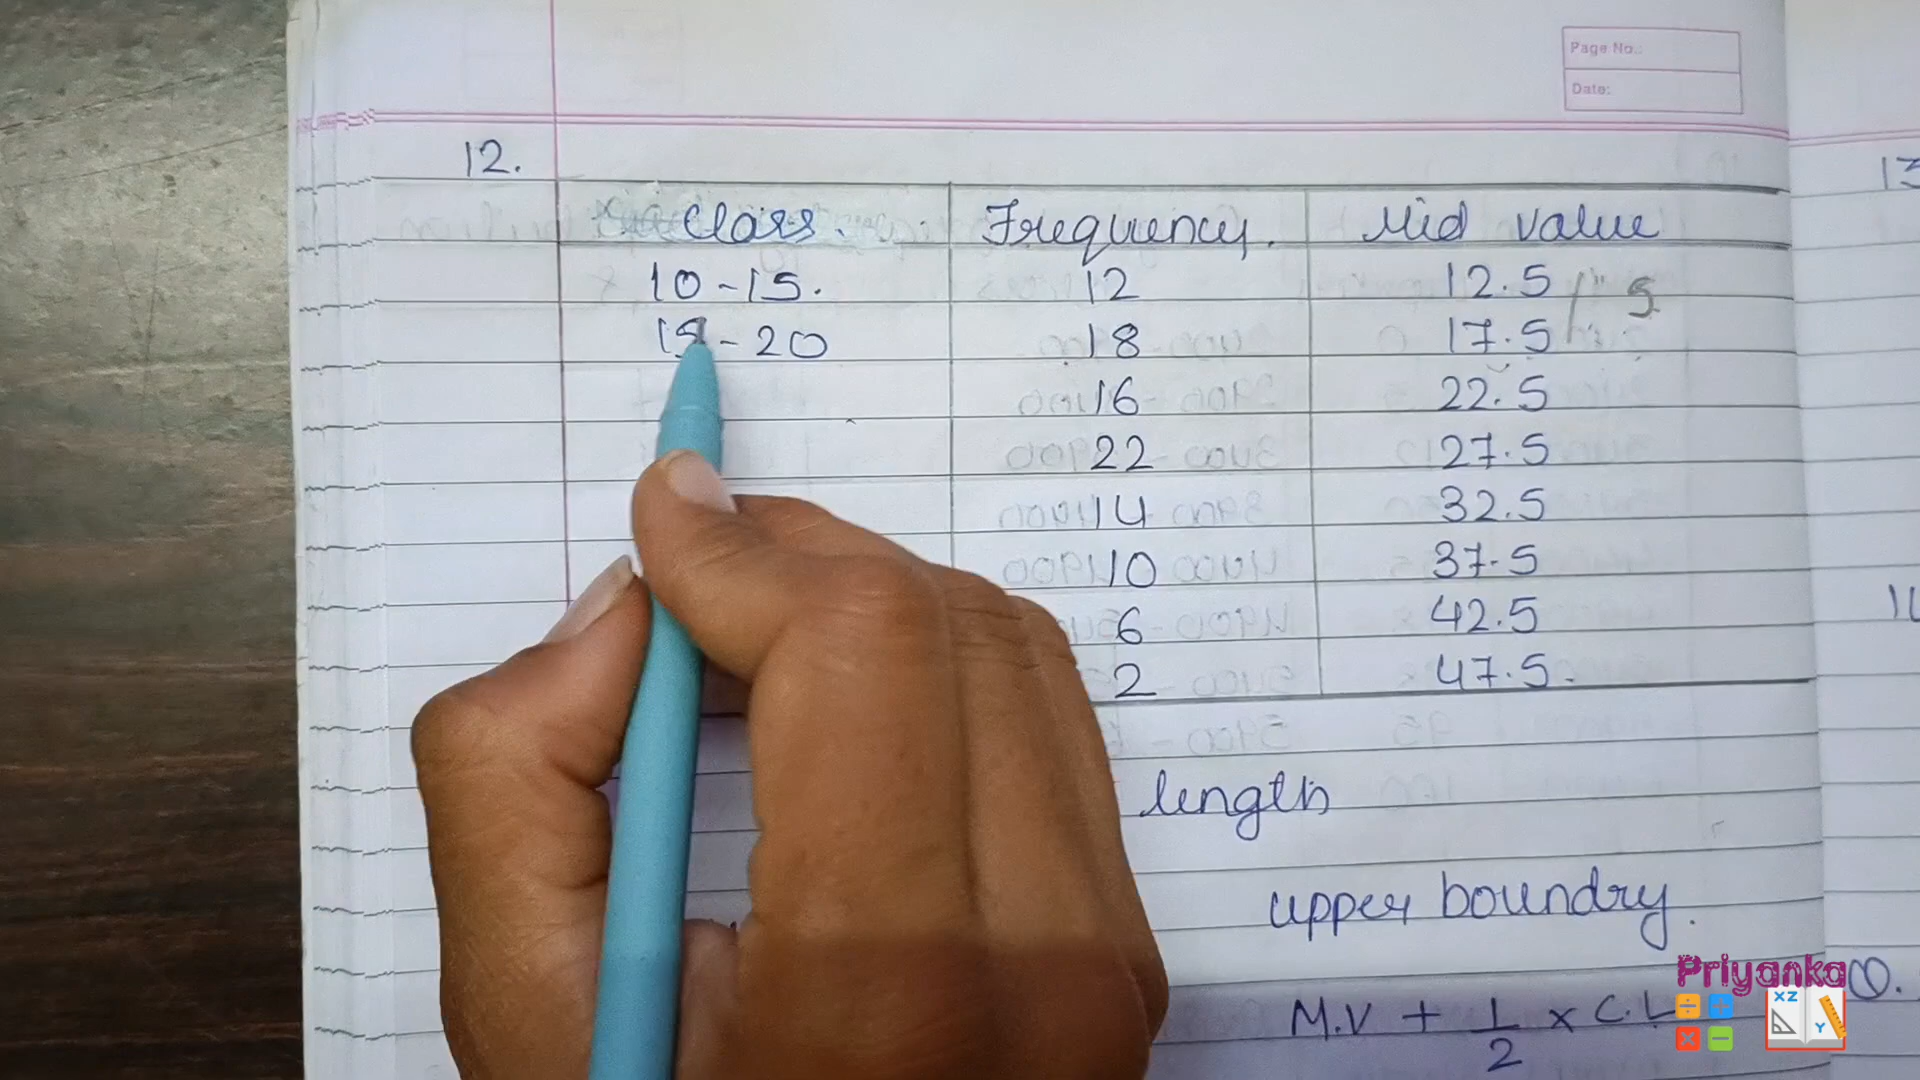 Page No.:
Date:
12.
Class. Frequency. Mid value
10-15. 12 12.5
15-20 18 17.5
5
16 22.5
22 27.5
14 32.5
10 37.5
6 42.5
2 47.5.
length
upper boundry.
M.V + 1/2 x C.L
Priyanka
XZ
Y